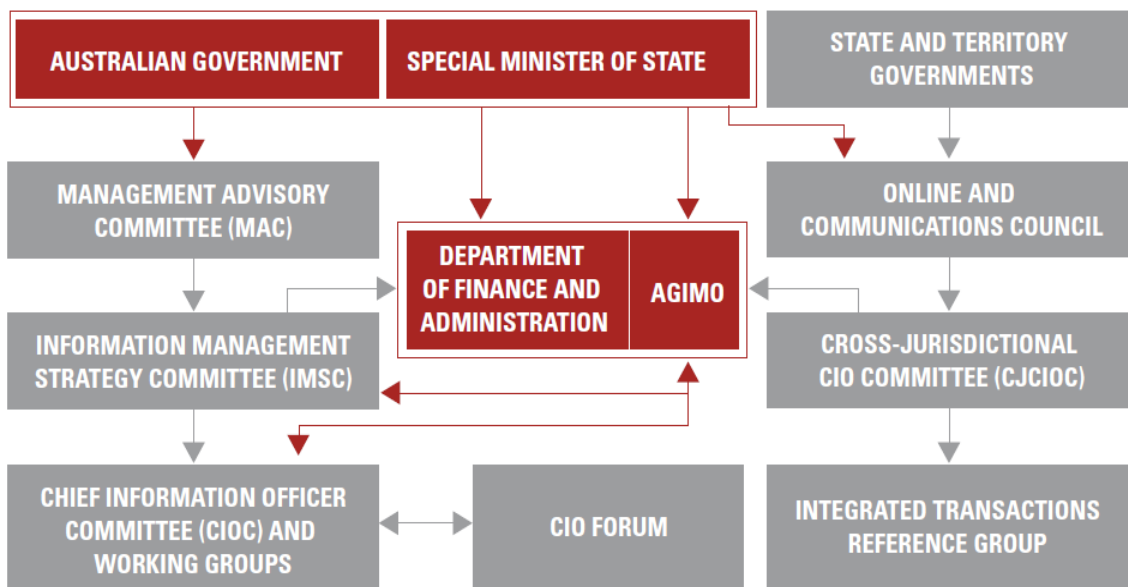 AUSTRALIAN GOVERNMENT
SPECIAL MINISTER OF STATE
STATE AND TERRITORY
GOVERNMENTS
MANAGEMENT ADVISORY
COMMITTEE (MAC)
ONLINE AND
COMMUNICATIONS COUNCIL
DEPARTMENT
OF FINANCE AND
ADMINISTRATION
AGIMO
INFORMATION MANAGEMENT
STRATEGY COMMITTEE (IMSC)
CROSS-JURISDICTIONAL
CIO COMMITTEE (CJCIOC)
CHIEF INFORMATION OFFICER
COMMITTEE (CIOC) AND
WORKING GROUPS
CIO FORUM
INTEGRATED TRANSACTIONS
REFERENCE GROUP